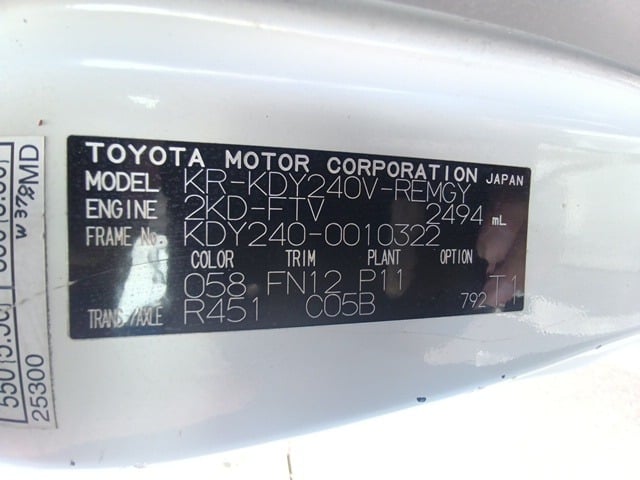 TOYOTA MOTOR CORPORATION JAPAN
MODEL KR-KDY240V-REMGY
ENGINE 2KD-FTV 2494 mL
FRAME No. KDY240-0010322
COLOR TRIM PLANT OPTION
058 FN12 P11 T1
TRANS/AXLE R451 C05B 792
25300